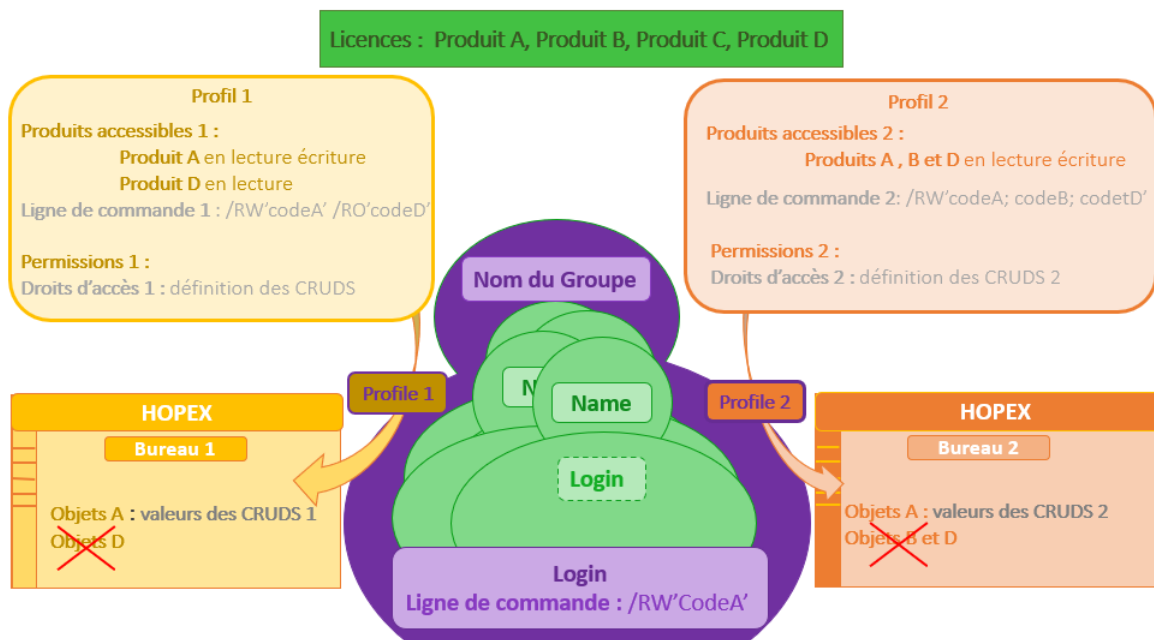 Licences : Produit A, Produit B, Produit C, Produit D
Profil 1
Produits accessibles 1 :
Produit A en lecture écriture
Produit D en lecture
Ligne de commande 1 : /RW'codeA' /RO'codeD'
Permissions 1 :
Droits d'accès 1 : définition des CRUDS
Profil 2
Produits accessibles 2 :
Produits A , B et D en lecture écriture
Ligne de commande 2: /RW'codeA; codeB; codetD'
Permissions 2 :
Droits d'accès 2 : définition des CRUDS 2
Nom du Groupe
Profile 1
Name
Profile 2
Login
HOPEX
Bureau 1
Objets A : valeurs des CRUDS 1
Objets D
HOPEX
Bureau 2
Objets A : valeurs des CRUDS 2
Objets B et D
Login
Ligne de commande : /RW'CodeA'